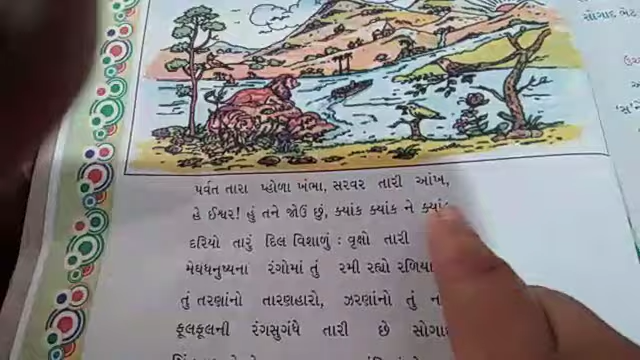 સોગાદ બેટ
પર્વત તારા પ્હોળા ખંભા, સરવર તારી આંખ,
હે ઈશ્વર! હું તને જોઉં છું, ક્યાંક ક્યાંક ને ક્યાંક
દરિયો તારું દિલ વિશાળું : વૃક્ષો તારી
મેઘધનુષ્યનાં રંગોમાં તું રમી રહ્યો
તું તરણાંનો તારણહારો, ઝરણાંનો તું
ફૂલફૂલની રંગસુગંધે તારી છે